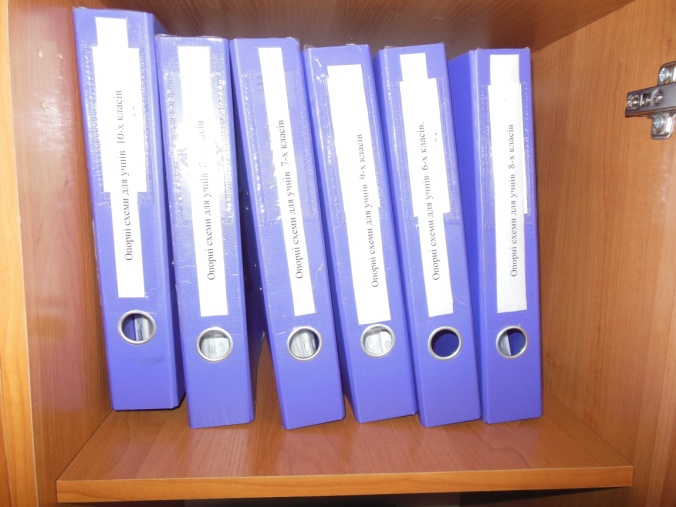 Опорні схеми для учнів 10-х класів
Опорні схеми для учнів класів
Опорні схеми для учнів 7-х класів
Опорні схеми для учнів 9-х класів
Опорні схеми для учнів 6-х класів.
Опорні схеми для учнів 8-х класів